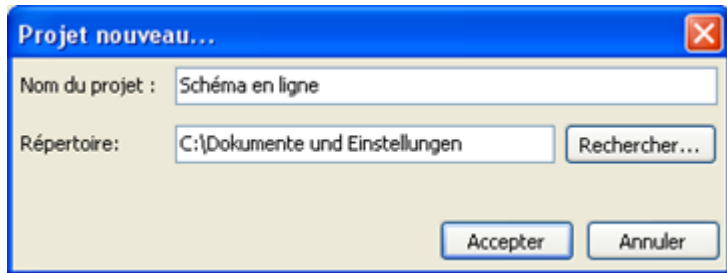 Projet nouveau...
Nom du projet : Schéma en ligne
Répertoire: C:\Dokumente und Einstellungen Rechercher...
Accepter Annuler